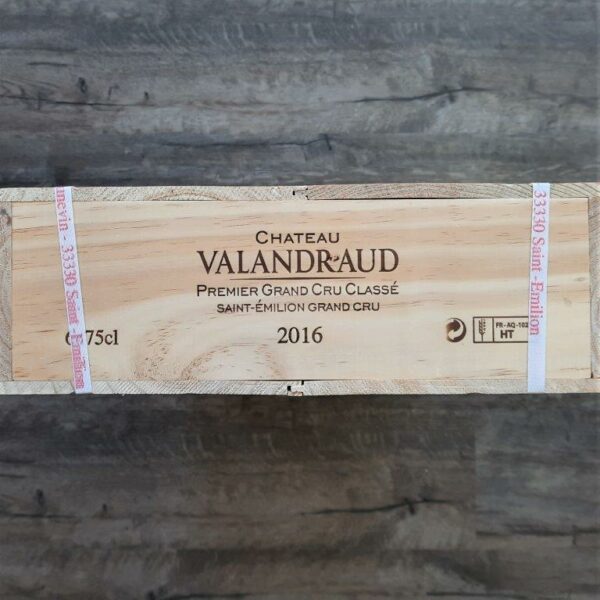 CHATEAU
VALANDRAUD
PREMIER GRAND CRU CLASSÉ
SAINT-ÉMILION GRAND CRU
75cl
2016
FR-AQ-102
HT
33330 Saint-Emilion
33330 Saint-Emilion